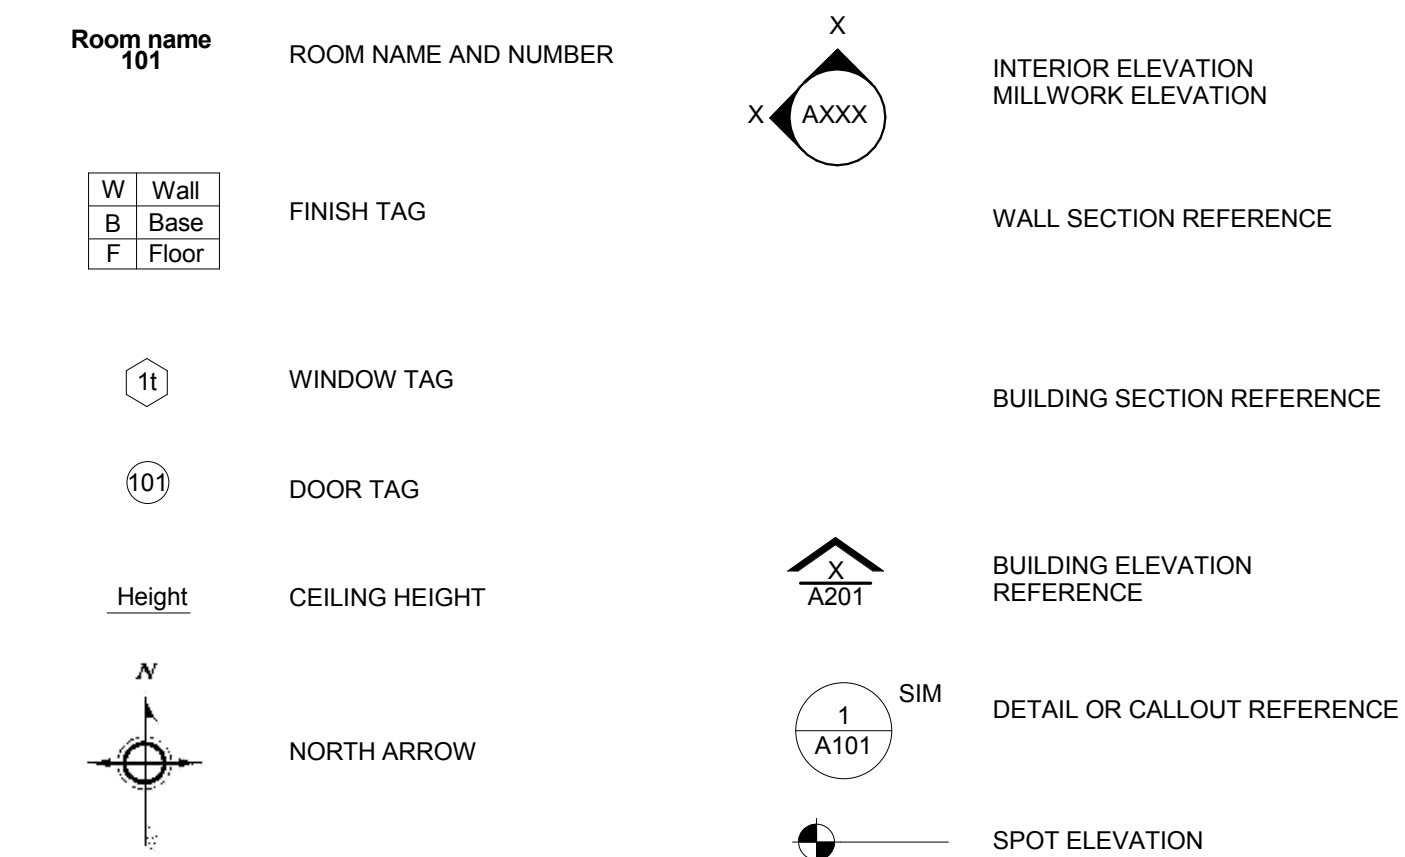 Room name
101
ROOM NAME AND NUMBER
W Wall
B Base
F Floor
FINISH TAG
1t
WINDOW TAG
101
DOOR TAG
Height
CEILING HEIGHT
N
NORTH ARROW
X
X
AXXX
INTERIOR ELEVATION
MILLWORK ELEVATION
WALL SECTION REFERENCE
BUILDING SECTION REFERENCE
X
A201
BUILDING ELEVATION
REFERENCE
1
A101
SIM
DETAIL OR CALLOUT REFERENCE
SPOT ELEVATION